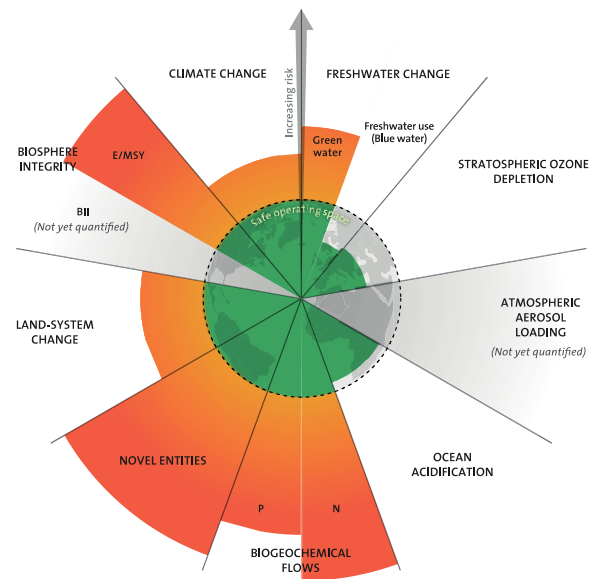 CLIMATE CHANGE
FRESHWATER CHANGE
Increasing risk
Green
water
Freshwater use
(Blue water)
BIOSPHERE
INTEGRITY
E/MSY
STRATOSPHERIC OZONE
DEPLETION
BII
(Not yet quantified)
Safe operating space
LAND-SYSTEM
CHANGE
ATMOSPHERIC
AEROSOL
LOADING
(Not yet quantified)
NOVEL ENTITIES
OCEAN
ACIDIFICATION
P
N
BIOGEOCHEMICAL
FLOWS